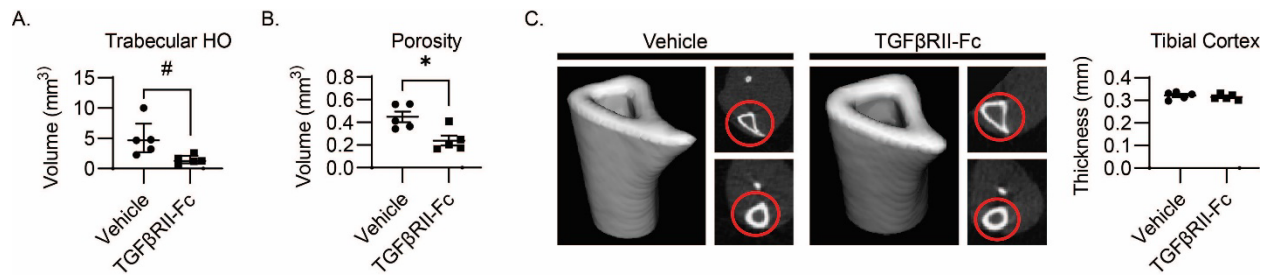 A.
Trabecular HO
#
Volume (mm³)
15
10
5
0
Vehicle
TGFβRII-Fc
B.
Porosity
*
Volume (mm³)
0.8
0.6
0.4
0.2
0.0
Vehicle
TGFβRII-Fc
C.
Vehicle
TGFβRII-Fc
Tibial Cortex
Thickness (mm)
0.4
0.3
0.2
0.1
0.0
Vehicle
TGFβRII-Fc